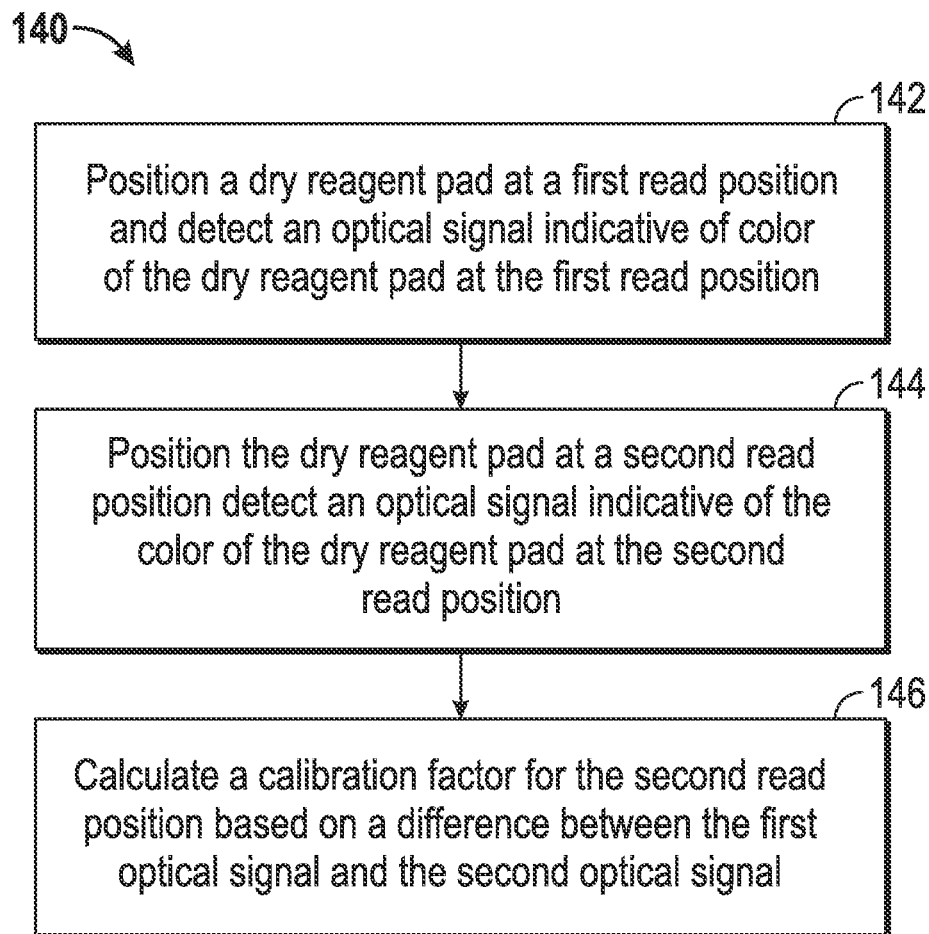 140
142
Position a dry reagent pad at a first read position
and detect an optical signal indicative of color
of the dry reagent pad at the first read position
144
Position the dry reagent pad at a second read
position detect an optical signal indicative of the
color of the dry reagent pad at the second
read position
146
Calculate a calibration factor for the second read
position based on a difference between the first
optical signal and the second optical signal